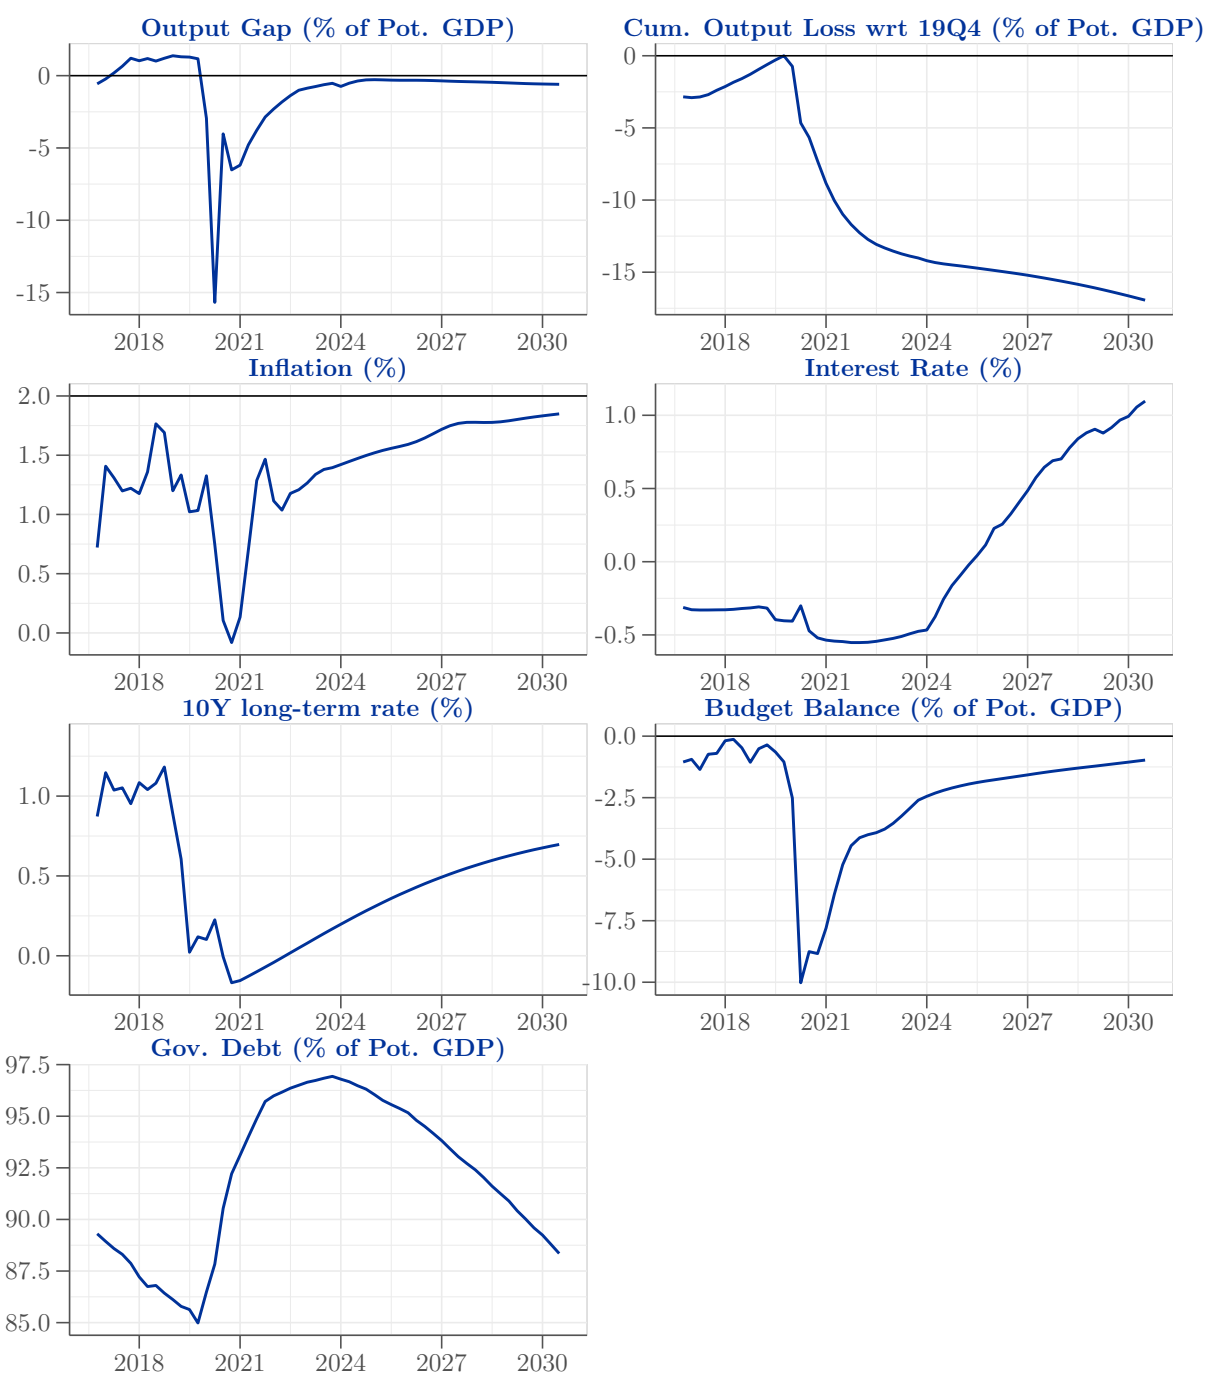 Output Gap (% of Pot. GDP)
0
-5
-10
-15
2018 2021 2024 2027 2030
Cum. Output Loss wrt 19Q4 (% of Pot. GDP)
0
-5
-10
-15
2018 2021 2024 2027 2030
Inflation (%)
2.0
1.5
1.0
0.5
0.0
2018 2021 2024 2027 2030
Interest Rate (%)
1.0
0.5
0.0
-0.5
2018 2021 2024 2027 2030
10Y long-term rate (%)
1.0
0.5
0.0
2018 2021 2024 2027 2030
Budget Balance (% of Pot. GDP)
0.0
-2.5
-5.0
-7.5
-10.0
2018 2021 2024 2027 2030
Gov. Debt (% of Pot. GDP)
97.5
95.0
92.5
90.0
87.5
85.0
2018 2021 2024 2027 2030